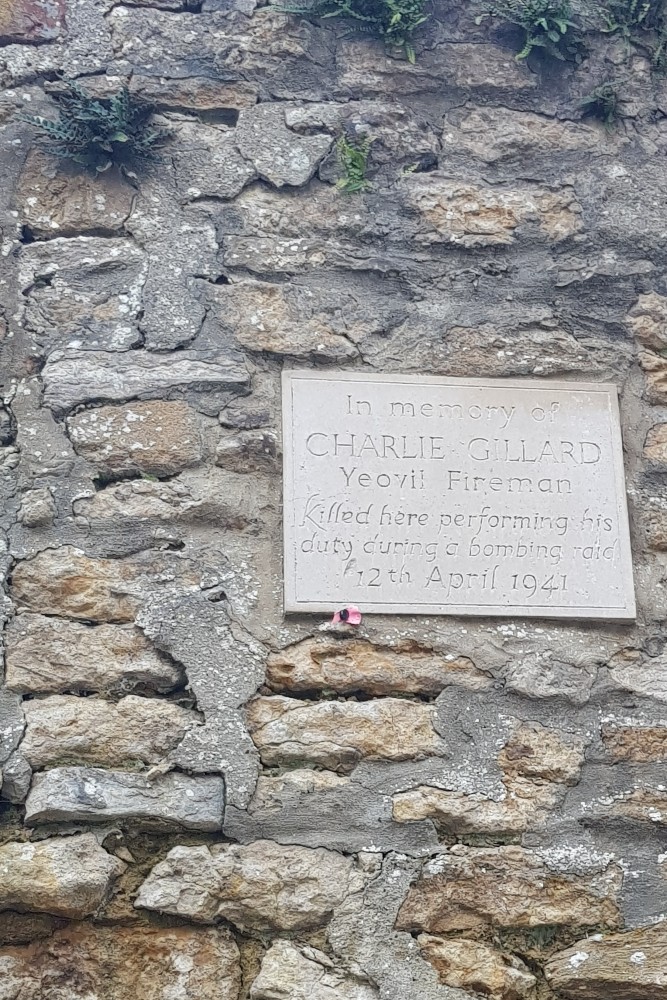 In memory of
CHARLIE GILLARD
Yeovil Fireman
Killed here performing his
duty during a bombing raid
12th April 1941